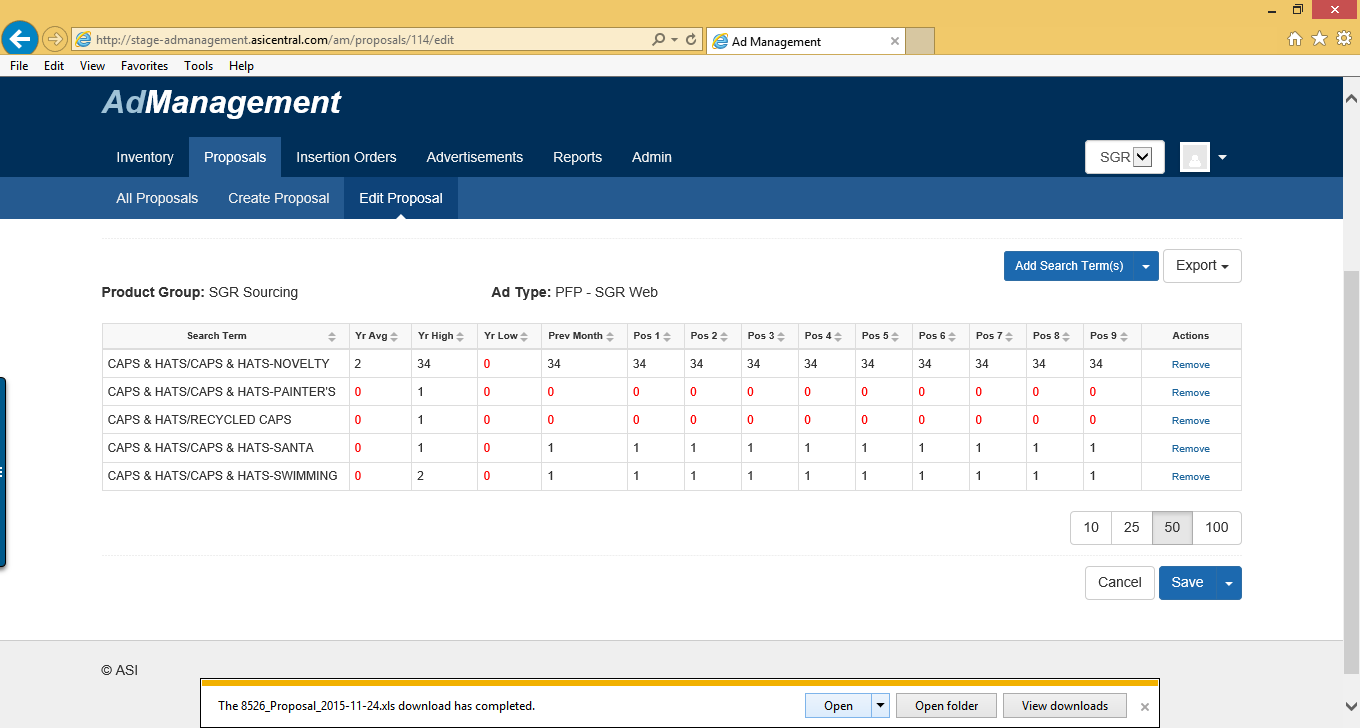 http://stage-admanagement.asicentral.com/am/proposals/114/edit
Ad Management
File Edit View Favorites Tools Help
AdManagement
Inventory Proposals Insertion Orders Advertisements Reports Admin
SGR
All Proposals Create Proposal Edit Proposal
Add Search Term(s) Export
Product Group: SGR Sourcing Ad Type: PFP - SGR Web
Search Term Yr Avg Yr High Yr Low Prev Month Pos 1 Pos 2 Pos 3 Pos 4 Pos 5 Pos 6 Pos 7 Pos 8 Pos 9 Actions
CAPS & HATS/CAPS & HATS-NOVELTY 2 34 0 34 34 34 34 34 34 34 34 34 34 Remove
CAPS & HATS/CAPS & HATS-PAINTER'S 0 1 0 0 0 0 0 0 0 0 0 0 0 Remove
CAPS & HATS/RECYCLED CAPS 0 1 0 0 0 0 0 0 0 0 0 0 0 Remove
CAPS & HATS/CAPS & HATS-SANTA 0 1 0 1 1 1 1 1 1 1 1 1 1 Remove
CAPS & HATS/CAPS & HATS-SWIMMING 0 2 0 1 1 1 1 1 1 1 1 1 1 Remove
10 25 50 100
Cancel Save
© ASI
The 8526_Proposal_2015-11-24.xls download has completed. Open Open folder View downloads